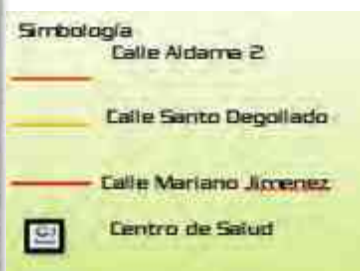 Simbología
Calle Aldama 2
Calle Santo Degollado
Calle Mariano Jimenez
Centro de Salud